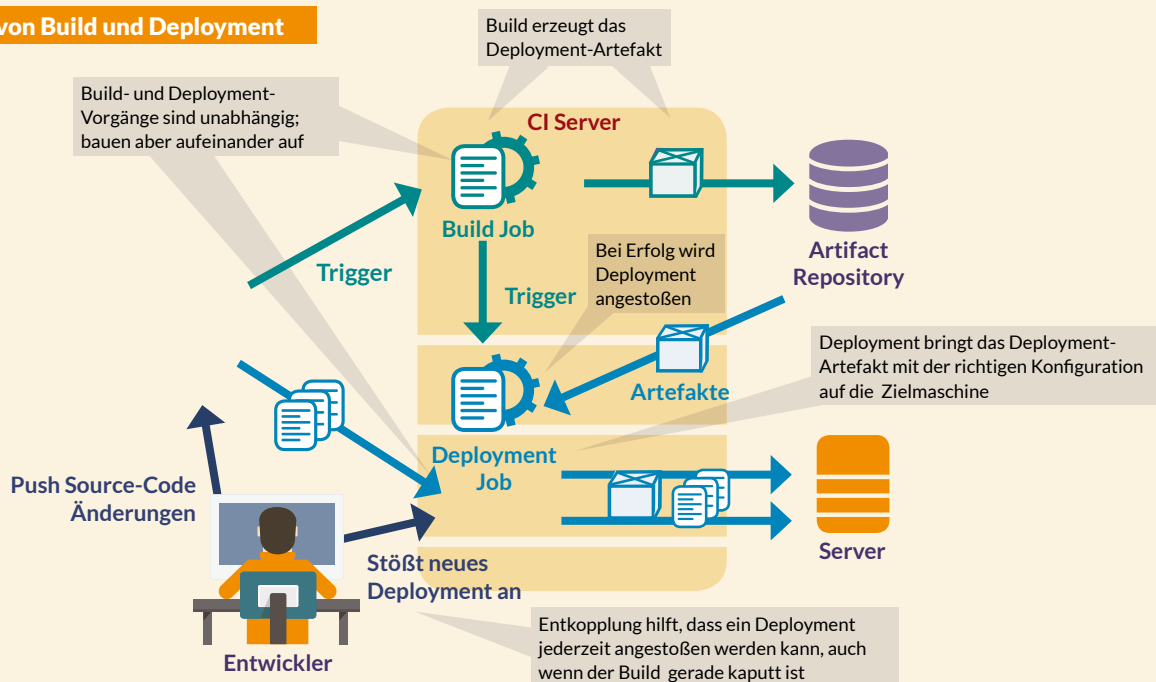 von Build und Deployment
Build erzeugt das
Deployment-Artefakt
Build- und Deployment-
Vorgänge sind unabhängig;
bauen aber aufeinander auf
CI Server
Build Job
Trigger
Trigger
Bei Erfolg wird
Deployment
angestoßen
Artifact
Repository
Artefakte
Deployment bringt das Deployment-
Artefakt mit der richtigen Konfiguration
auf die Zielmaschine
Deployment
Job
Push Source-Code
Änderungen
Server
Stößt neues
Deployment an
Entwickler
Entkopplung hilft, dass ein Deployment
jederzeit angestoßen werden kann, auch
wenn der Build gerade kaputt ist